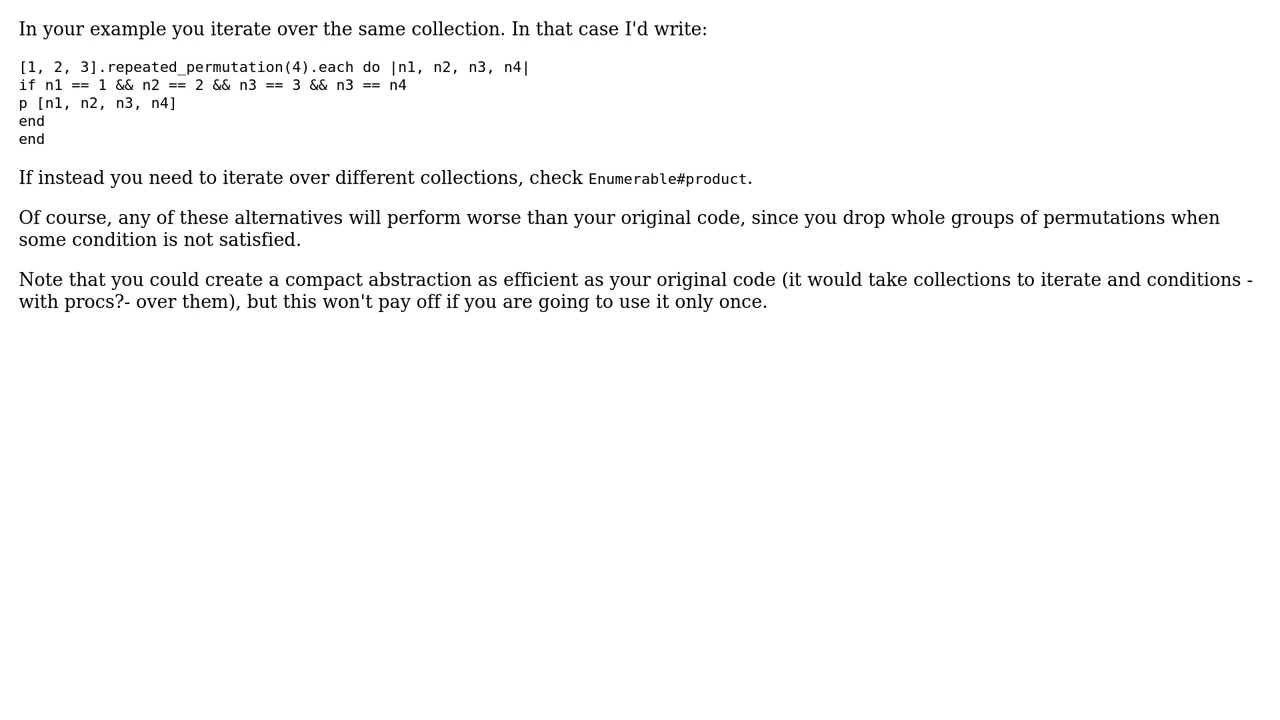 In your example you iterate over the same collection. In that case I'd write:
[1, 2, 3].repeated_permutation(4).each do |n1, n2, n3, n4|
if n1 == 1 && n2 == 2 && n3 == 3 && n3 == n4
p [n1, n2, n3, n4]
end
end
If instead you need to iterate over different collections, check Enumerable#product.
Of course, any of these alternatives will perform worse than your original code, since you drop whole groups of permutations when
some condition is not satisfied.
Note that you could create a compact abstraction as efficient as your original code (it would take collections to iterate and conditions -
with procs?- over them), but this won't pay off if you are going to use it only once.